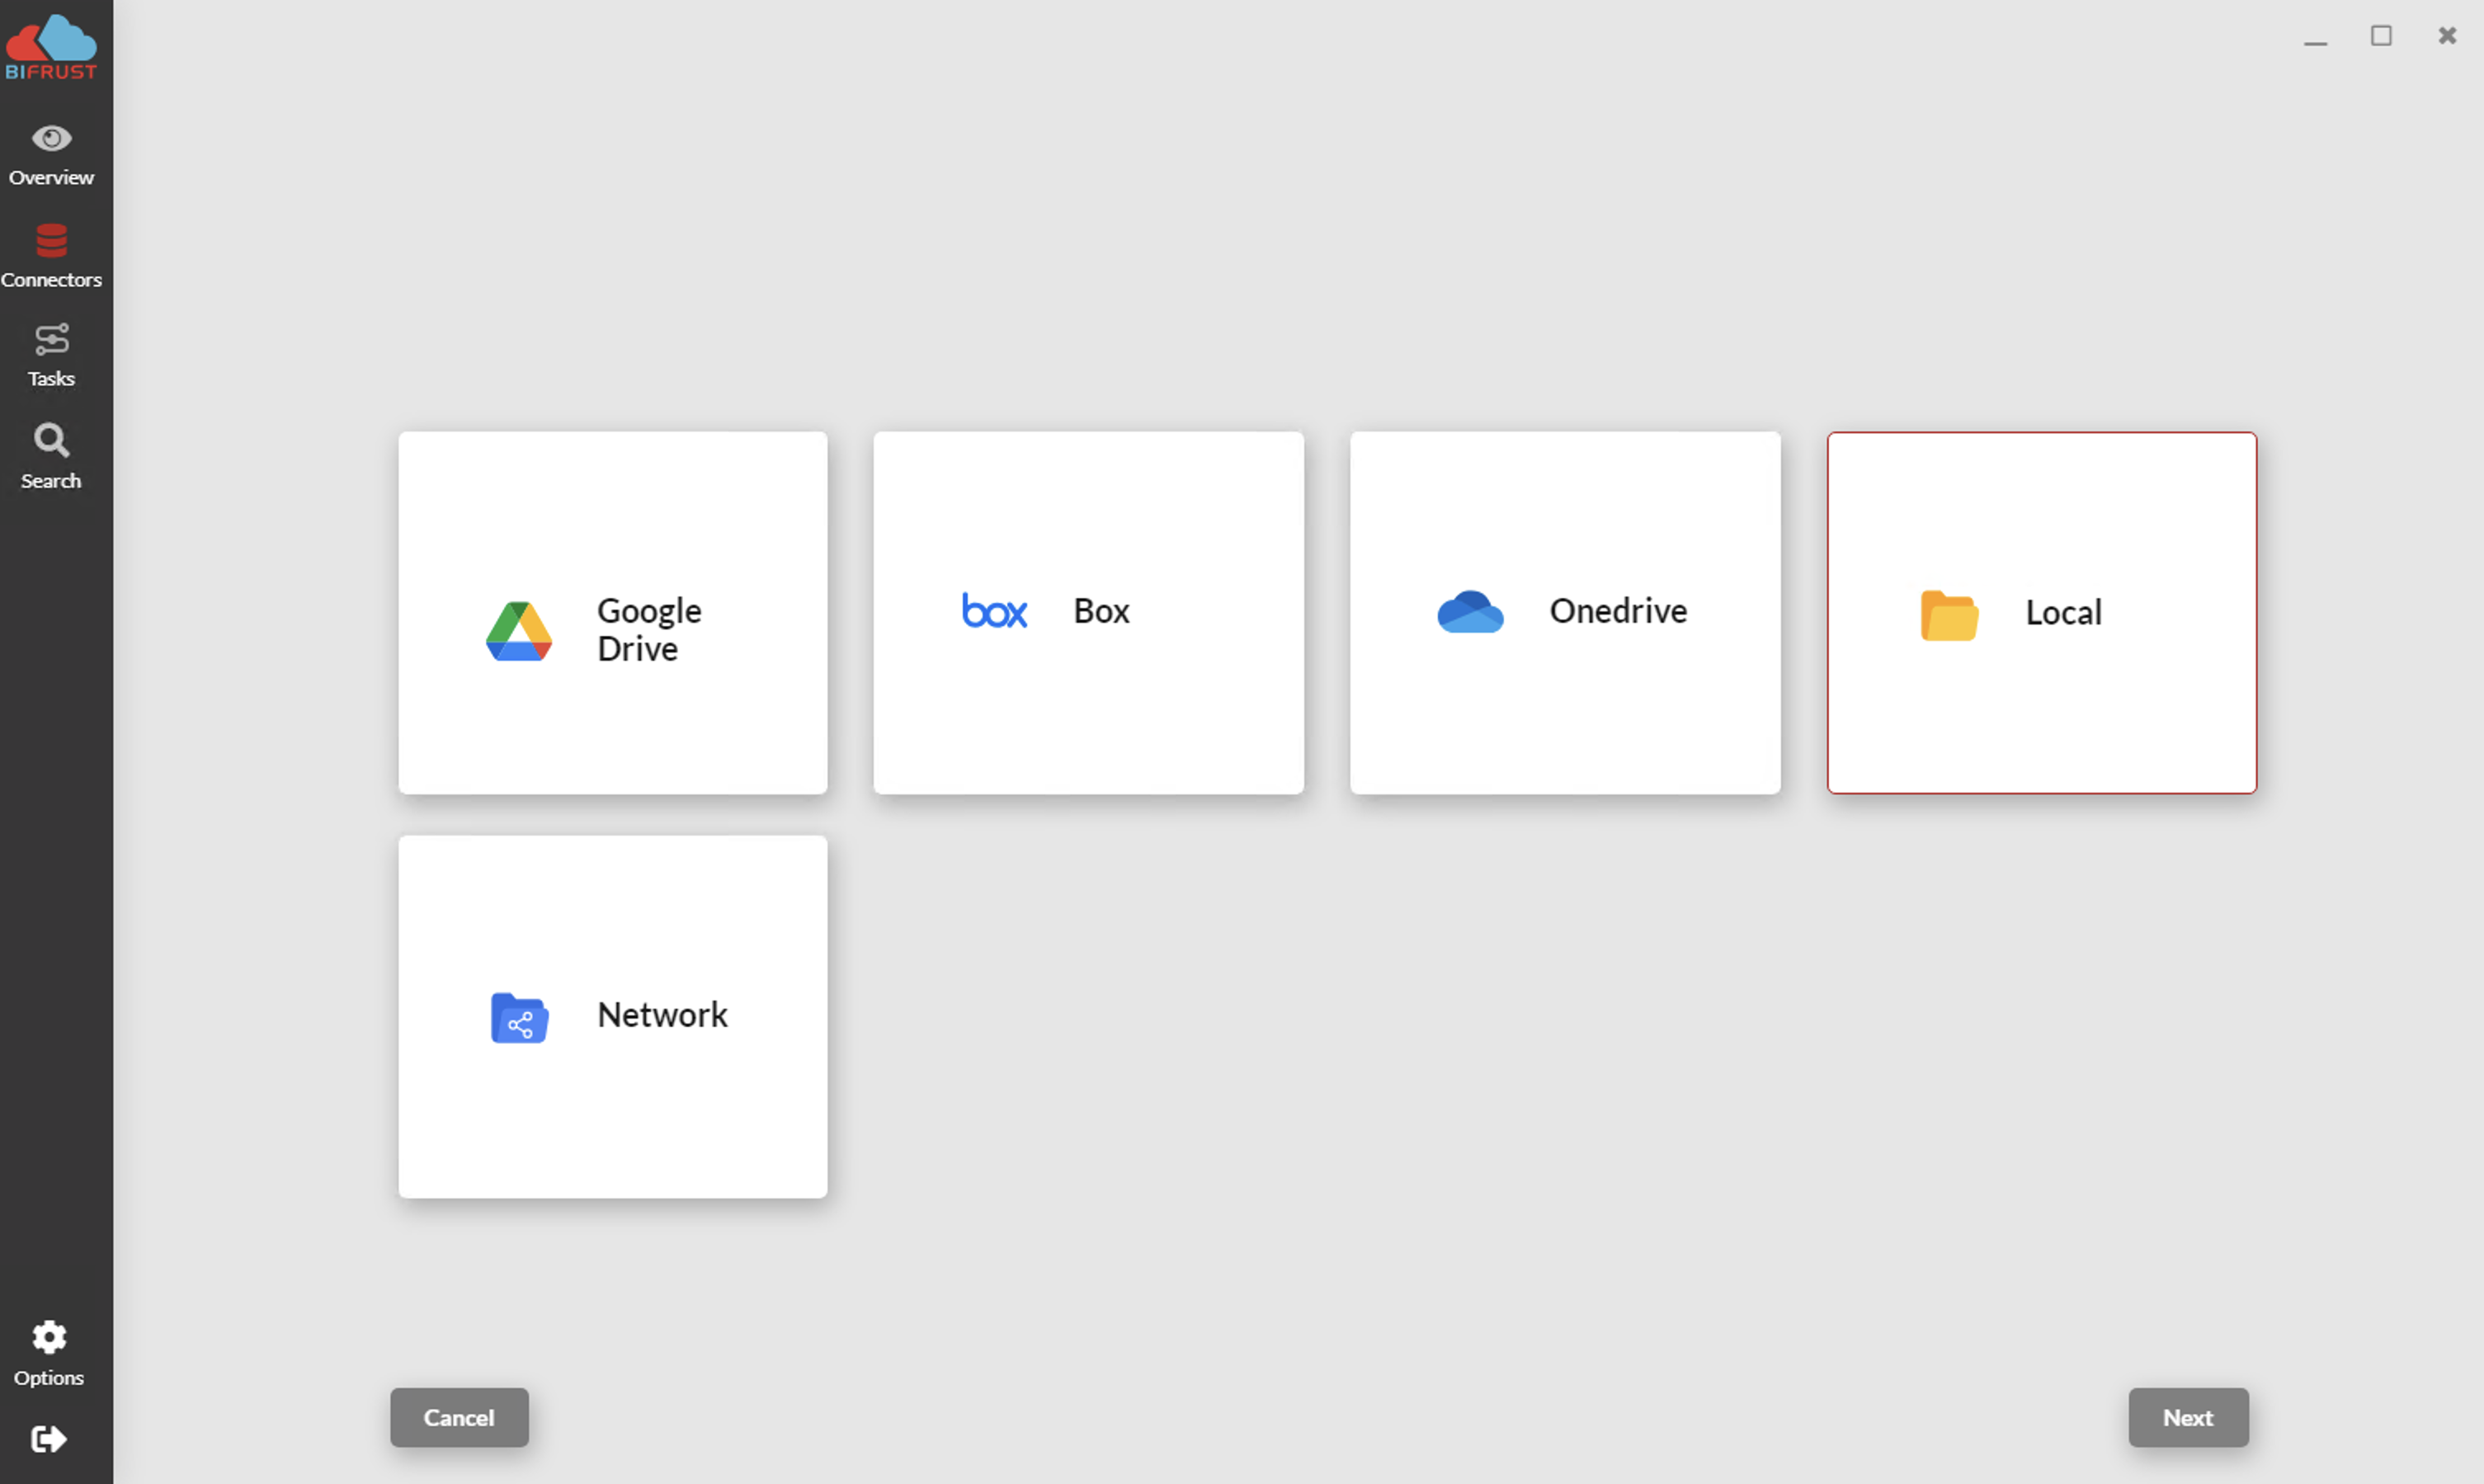 BIFRUST
Overview
Connectors
Tasks
Search
Google
Drive
box
Box
Onedrive
Local
Network
Options
Cancel
Next